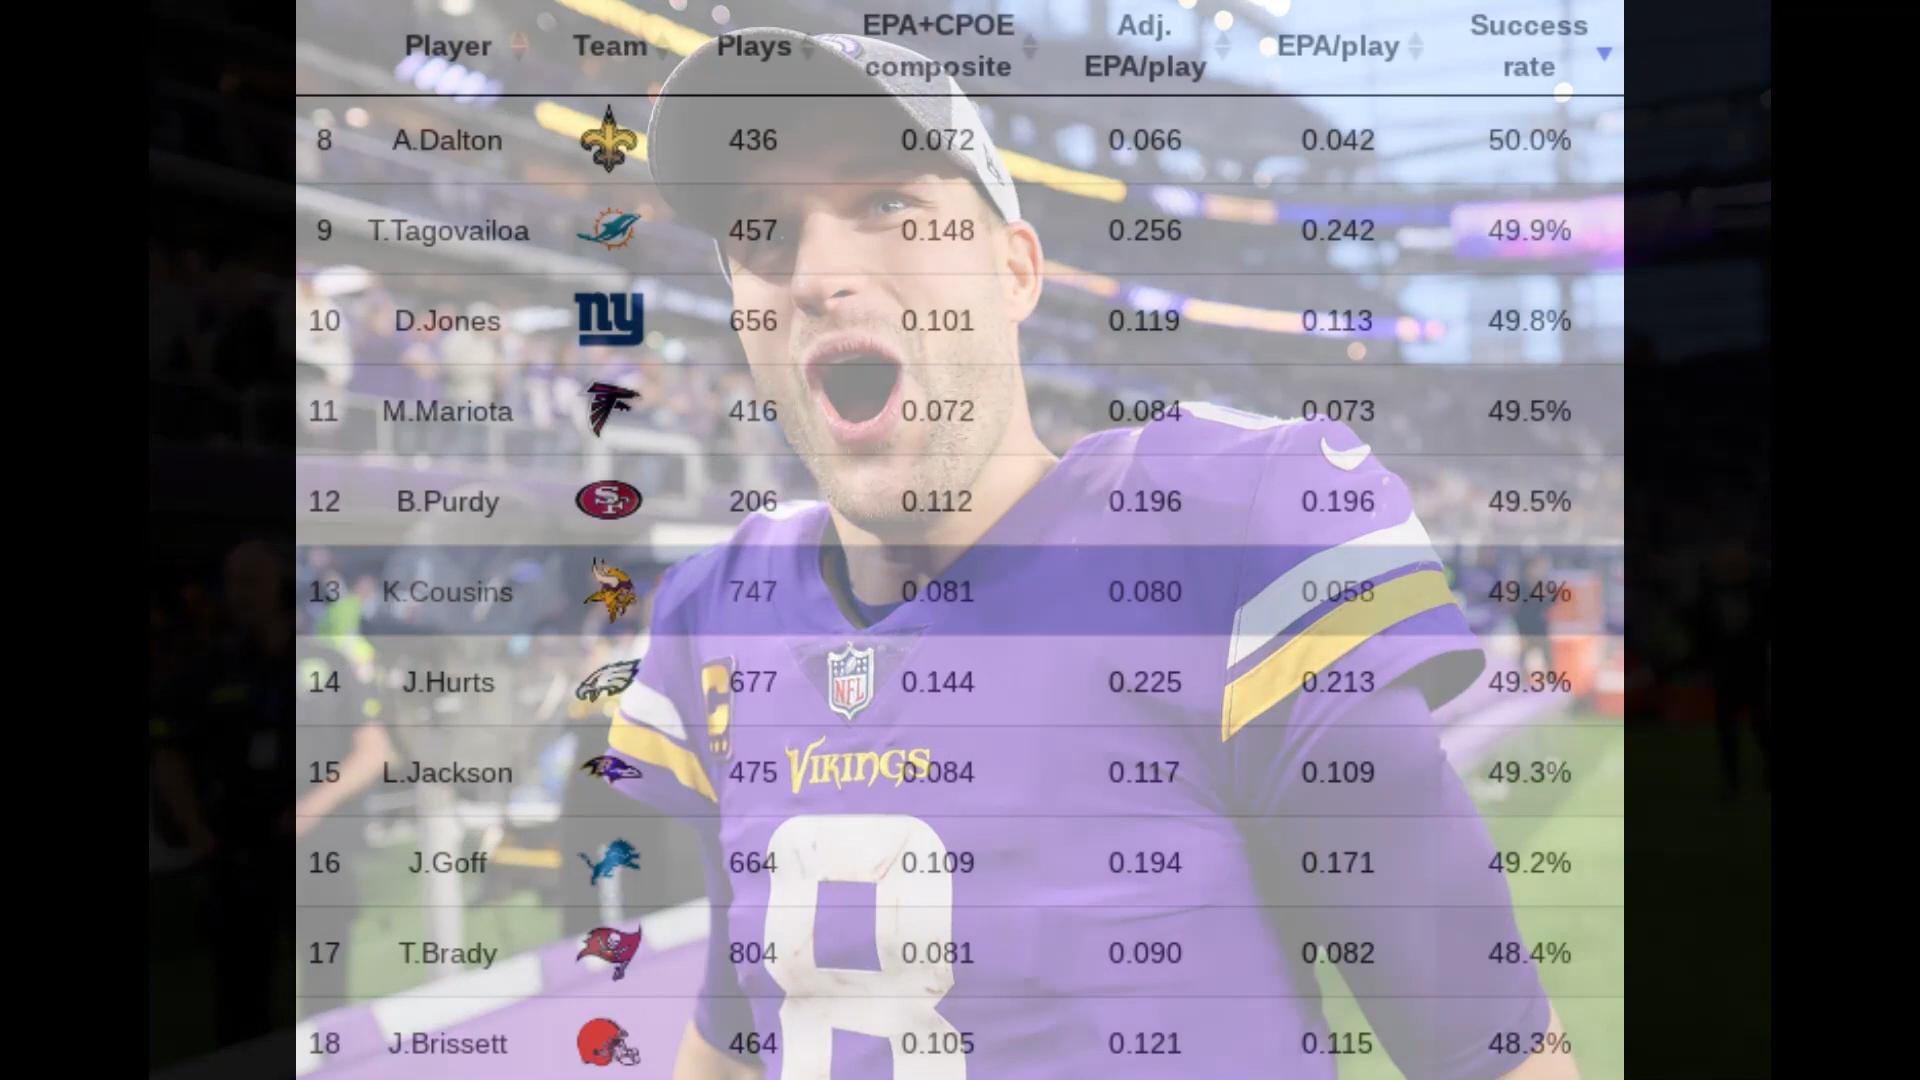 Player Team Plays EPA+CPOE composite Adj. EPA/play EPA/play Success rate
8 A.Dalton 436 0.072 0.066 0.042 50.0%
9 T.Tagovailoa 457 0.148 0.256 0.242 49.9%
10 D.Jones ny 656 0.101 0.119 0.113 49.8%
11 M.Mariota 416 0.072 0.084 0.073 49.5%
12 B.Purdy SF 206 0.112 0.196 0.196 49.5%
13 K.Cousins 747 0.081 0.080 0.058 49.4%
14 J.Hurts 677 0.144 0.225 0.213 49.3%
15 L.Jackson 475 0.084 0.117 0.109 49.3%
16 J.Goff 664 0.109 0.194 0.171 49.2%
17 T.Brady 804 0.081 0.090 0.082 48.4%
18 J.Brissett 464 0.105 0.121 0.115 48.3%
C
NFL
VIKINGS
8